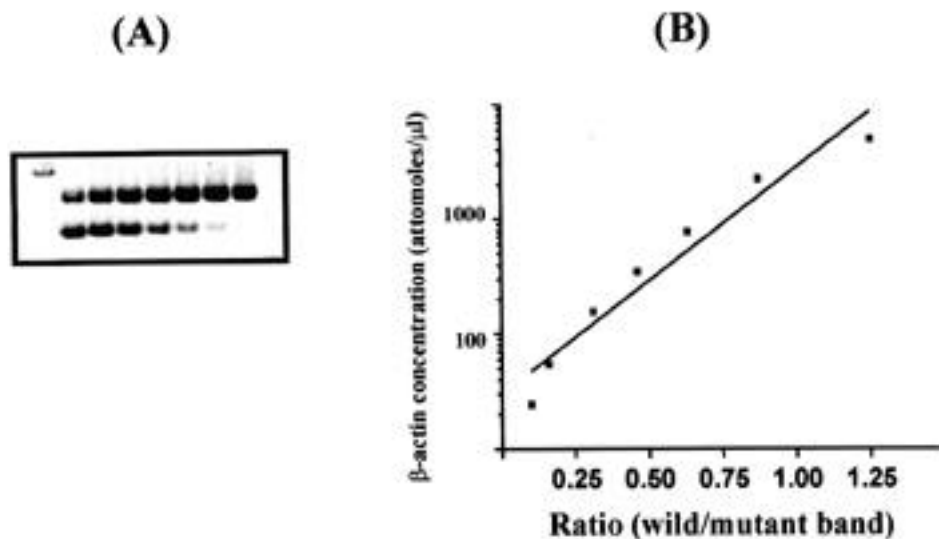 (A)
(B)
β-actin concentration (attomoles/µl)
1000
100
0.25 0.50 0.75 1.00 1.25
Ratio (wild/mutant band)